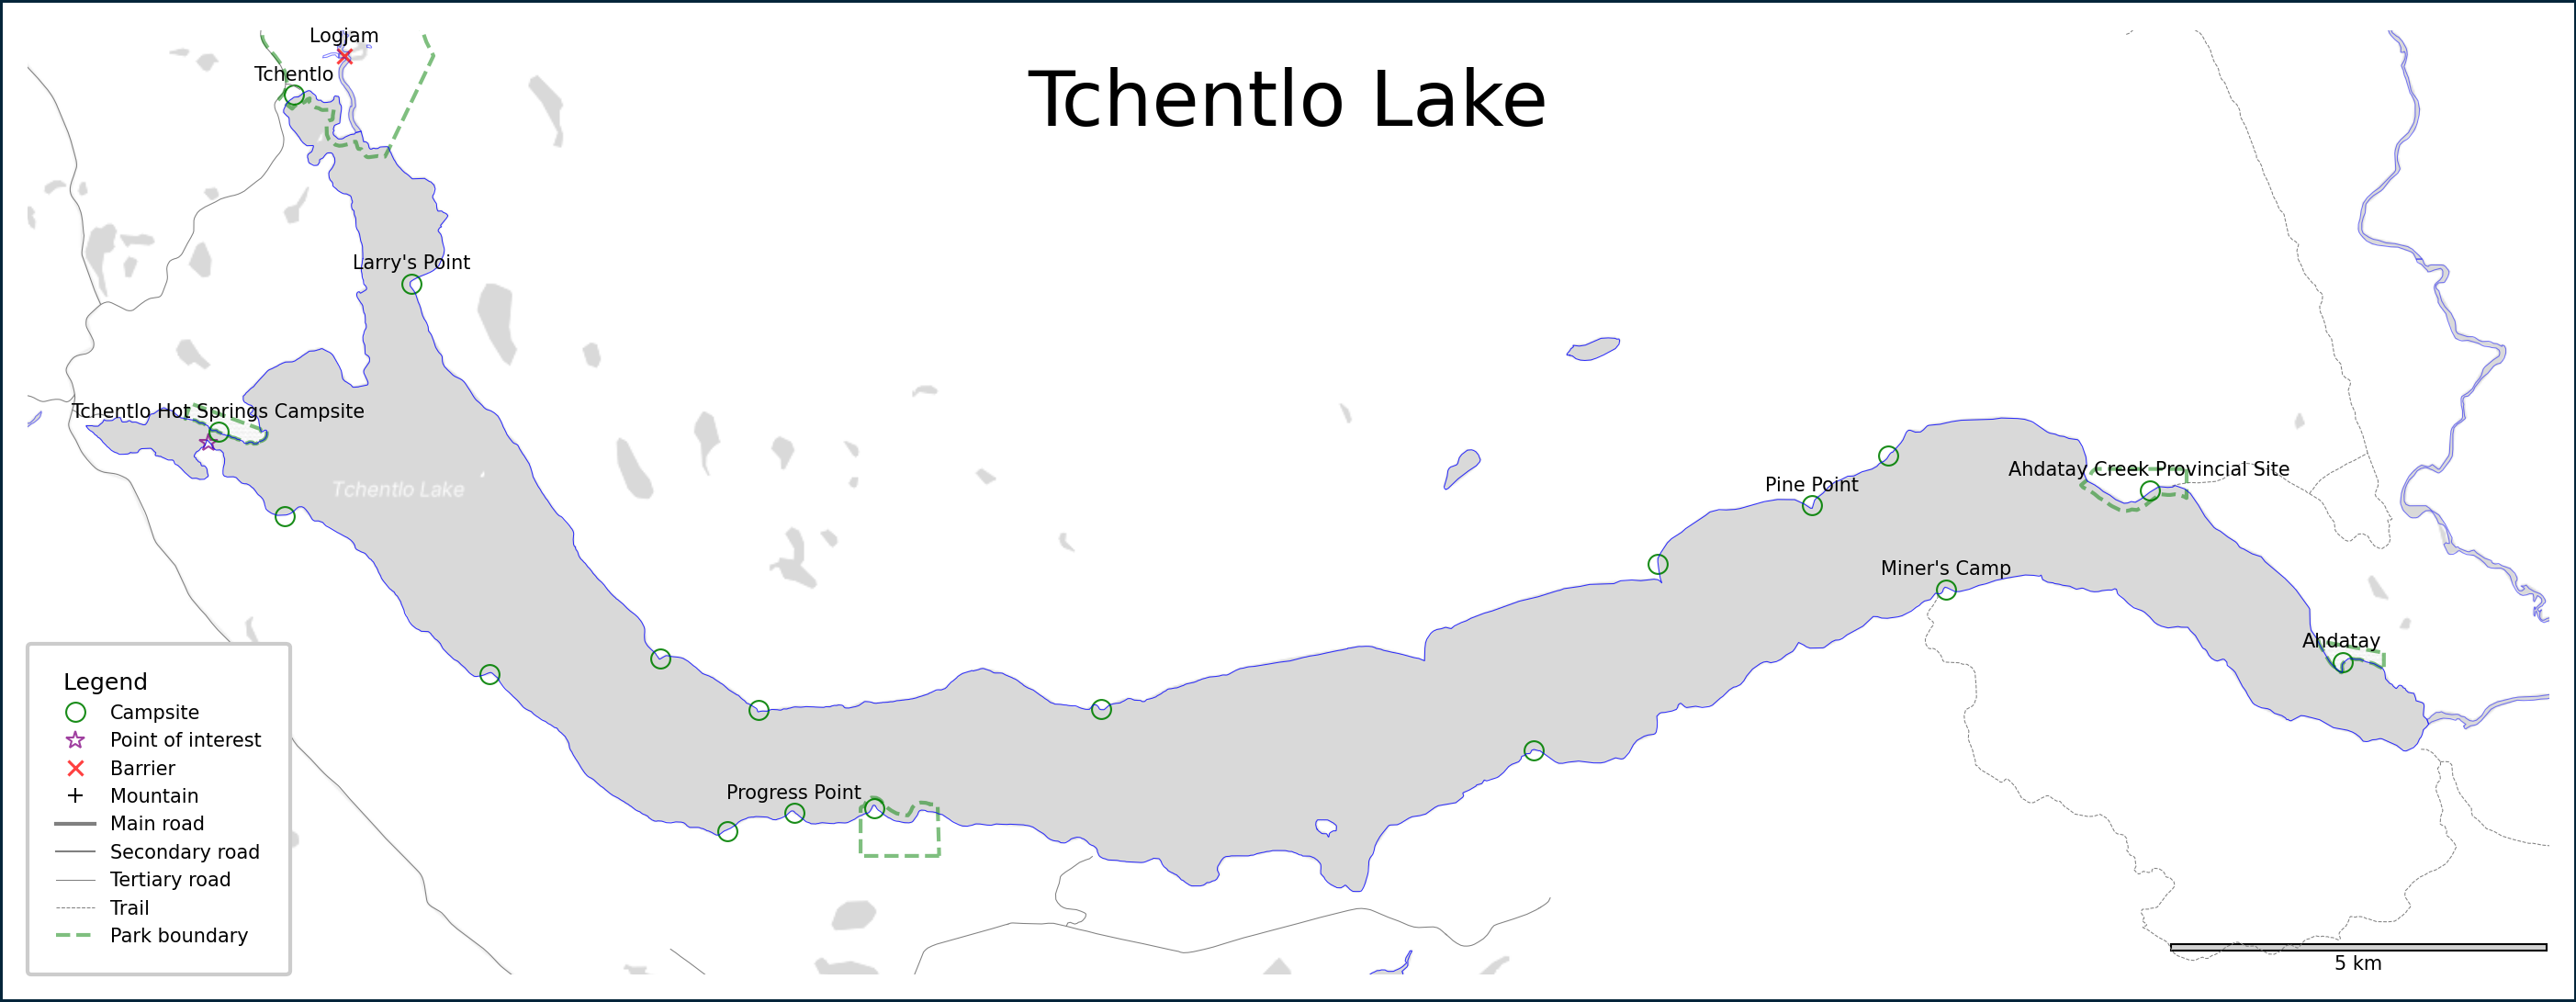 Logjam
Tchentlo
Tchentlo Lake
Larry's Point
Tchentlo Hot Springs Campsite
Tchentlo Lake
Pine Point
Ahdatay Creek Provincial Site
Miner's Camp
Ahdatay
Progress Point
Legend
Campsite
Point of interest
Barrier
Mountain
Main road
Secondary road
Tertiary road
Trail
Park boundary
5 km